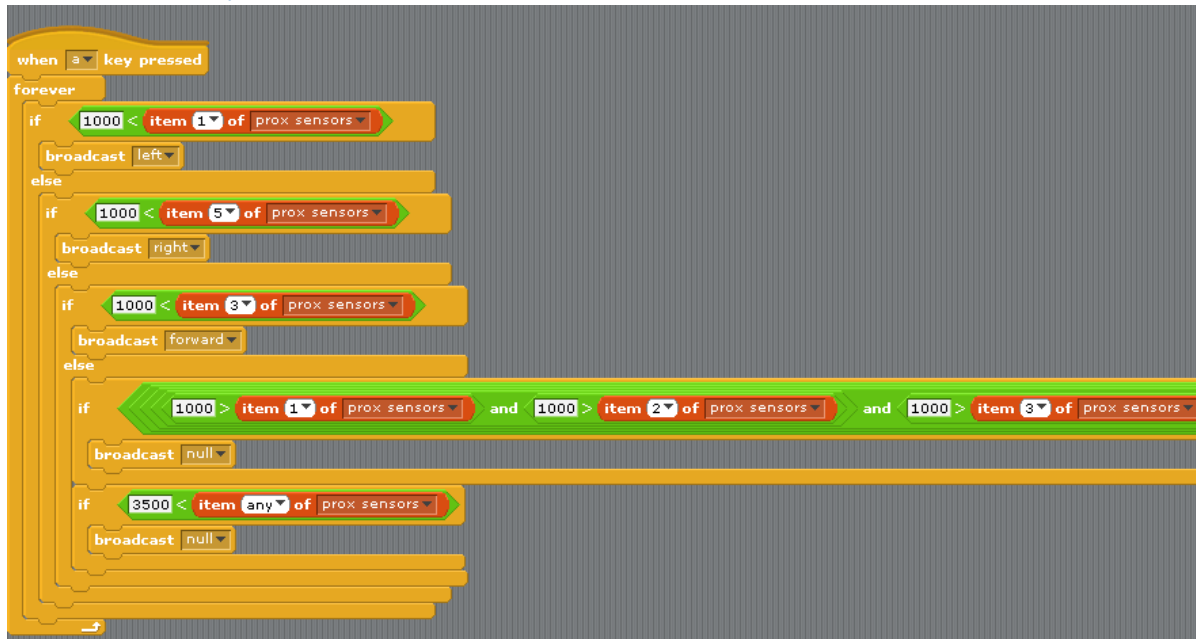 when a key pressed
forever
if 1000 < item 1 of prox sensors
broadcast left
else
if 1000 < item 5 of prox sensors
broadcast right
else
if 1000 < item 3 of prox sensors
broadcast forward
else
if 1000 > item 1 of prox sensors and 1000 > item 2 of prox sensors and 1000 > item 3 of prox sensors
broadcast null
if 3500 < item any of prox sensors
broadcast null